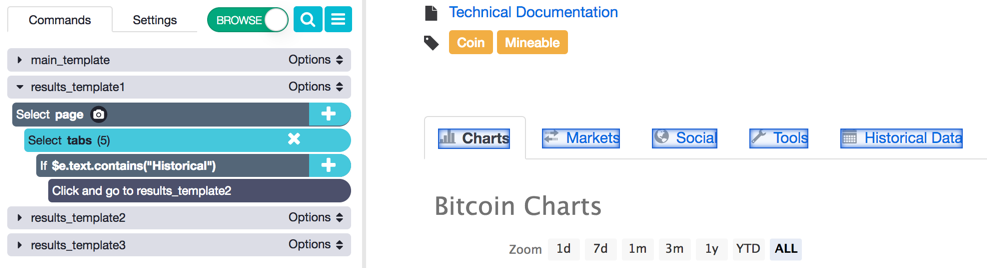 Commands Settings BROWSE
main_template Options
results_template1 Options
Select page
Select tabs (5)
If $e.text.contains("Historical")
Click and go to results_template2
results_template2 Options
results_template3 Options
Technical Documentation
Coin Mineable
Charts Markets Social Tools Historical Data
Bitcoin Charts
Zoom 1d 7d 1m 3m 1y YTD ALL